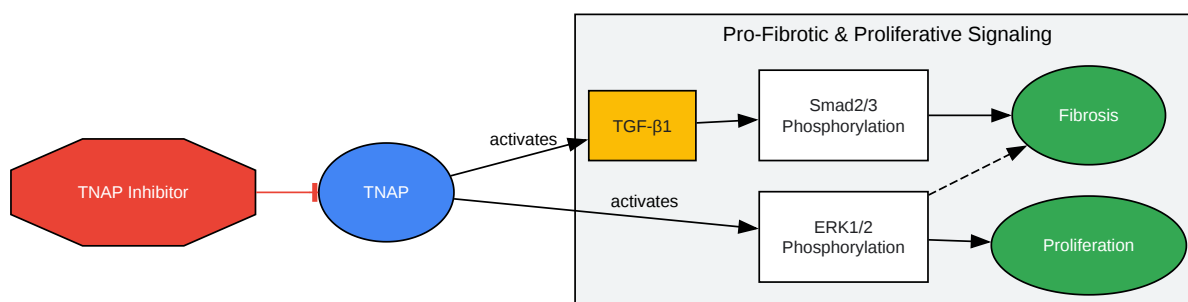 Pro-Fibrotic & Proliferative Signaling
TNAP Inhibitor
TNAP
activates
TGF-β1
Smad2/3
Phosphorylation
Fibrosis
activates
ERK1/2
Phosphorylation
Proliferation